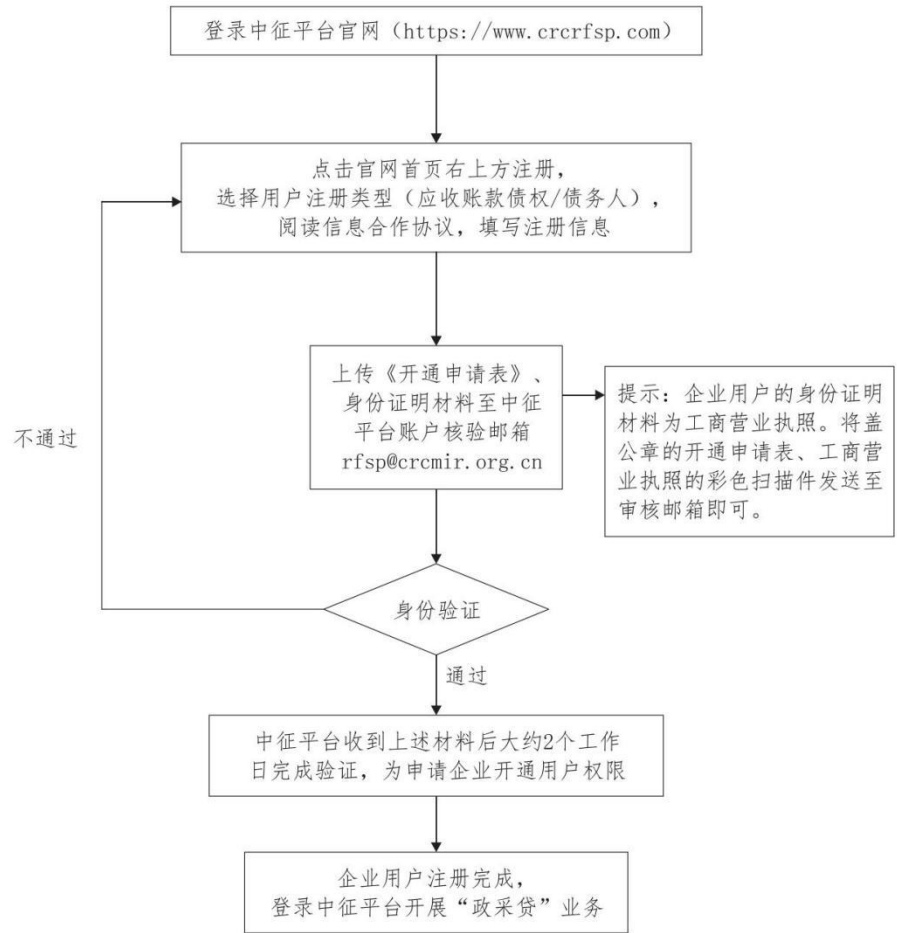 登录中征平台官网（https://www.crcrfsp.com）
点击官网首页右上方注册，
选择用户注册类型（应收账款债权/债务人），
阅读信息合作协议，填写注册信息
上传《开通申请表》、
身份证明材料至中征
平台账户核验邮箱
rfsp@crcmir.org.cn
提示：企业用户的身份证明
材料为工商营业执照。将盖
公章的开通申请表、工商营
业执照的彩色扫描件发送至
审核邮箱即可。
不通过
身份验证
通过
中征平台收到上述材料后大约2个工作
日完成验证，为申请企业开通用户权限
企业用户注册完成，
登录中征平台开展“政采贷”业务